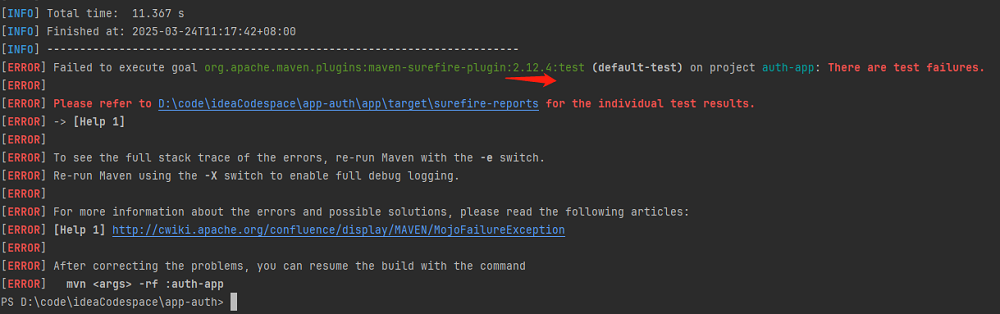 [INFO] Total time:  11.367 s
[INFO] Finished at: 2025-03-24T11:17:42+08:00
[INFO] ------------------------------------------------------------------------
[ERROR] Failed to execute goal org.apache.maven.plugins:maven-surefire-plugin:2.12.4:test (default-test) on project auth-app: There are test failures.
[ERROR]
[ERROR] Please refer to D:\code\ideaCodespace\app-auth\app\target\surefire-reports for the individual test results.
[ERROR] -> [Help 1]
[ERROR]
[ERROR] To see the full stack trace of the errors, re-run Maven with the -e switch.
[ERROR] Re-run Maven using the -X switch to enable full debug logging.
[ERROR]
[ERROR] For more information about the errors and possible solutions, please read the following articles:
[ERROR] [Help 1] http://cwiki.apache.org/confluence/display/MAVEN/MojoFailureException
[ERROR]
[ERROR] After correcting the problems, you can resume the build with the command
[ERROR]   mvn <args> -rf :auth-app
PS D:\code\ideaCodespace\app-auth>